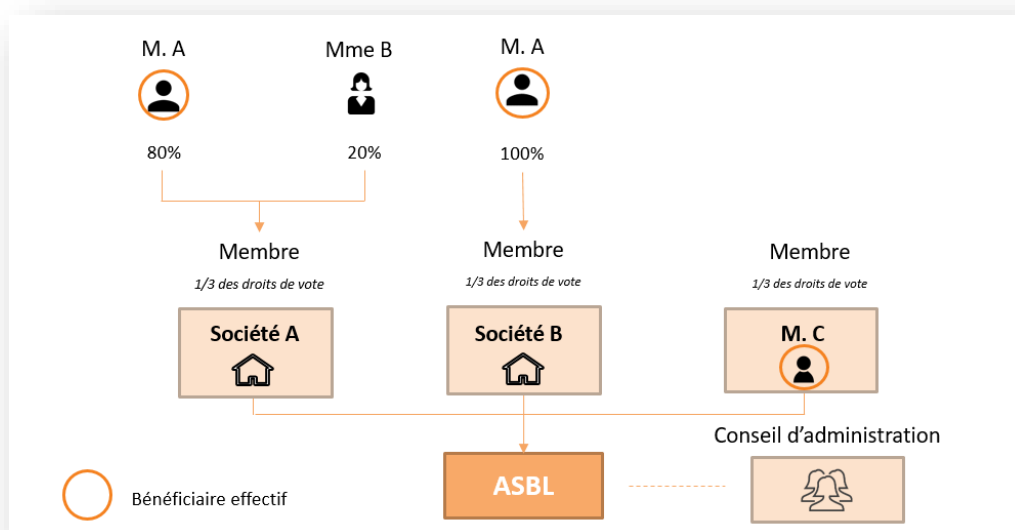 M. A
Mme B
M. A
80%
20%
100%
Membre
Membre
Membre
1/3 des droits de vote
1/3 des droits de vote
1/3 des droits de vote
Société A
Société B
M. C
Conseil d’administration
ASBL
Bénéficiaire effectif